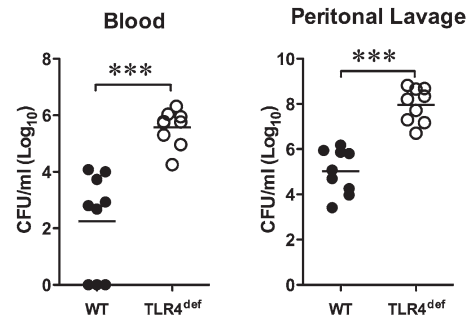 Blood
Peritonal Lavage
***
***
CFU/ml (Log10)
8
6
4
2
0
WT
TLR4def
CFU/ml (Log10)
10
8
6
4
2
0
WT
TLR4def